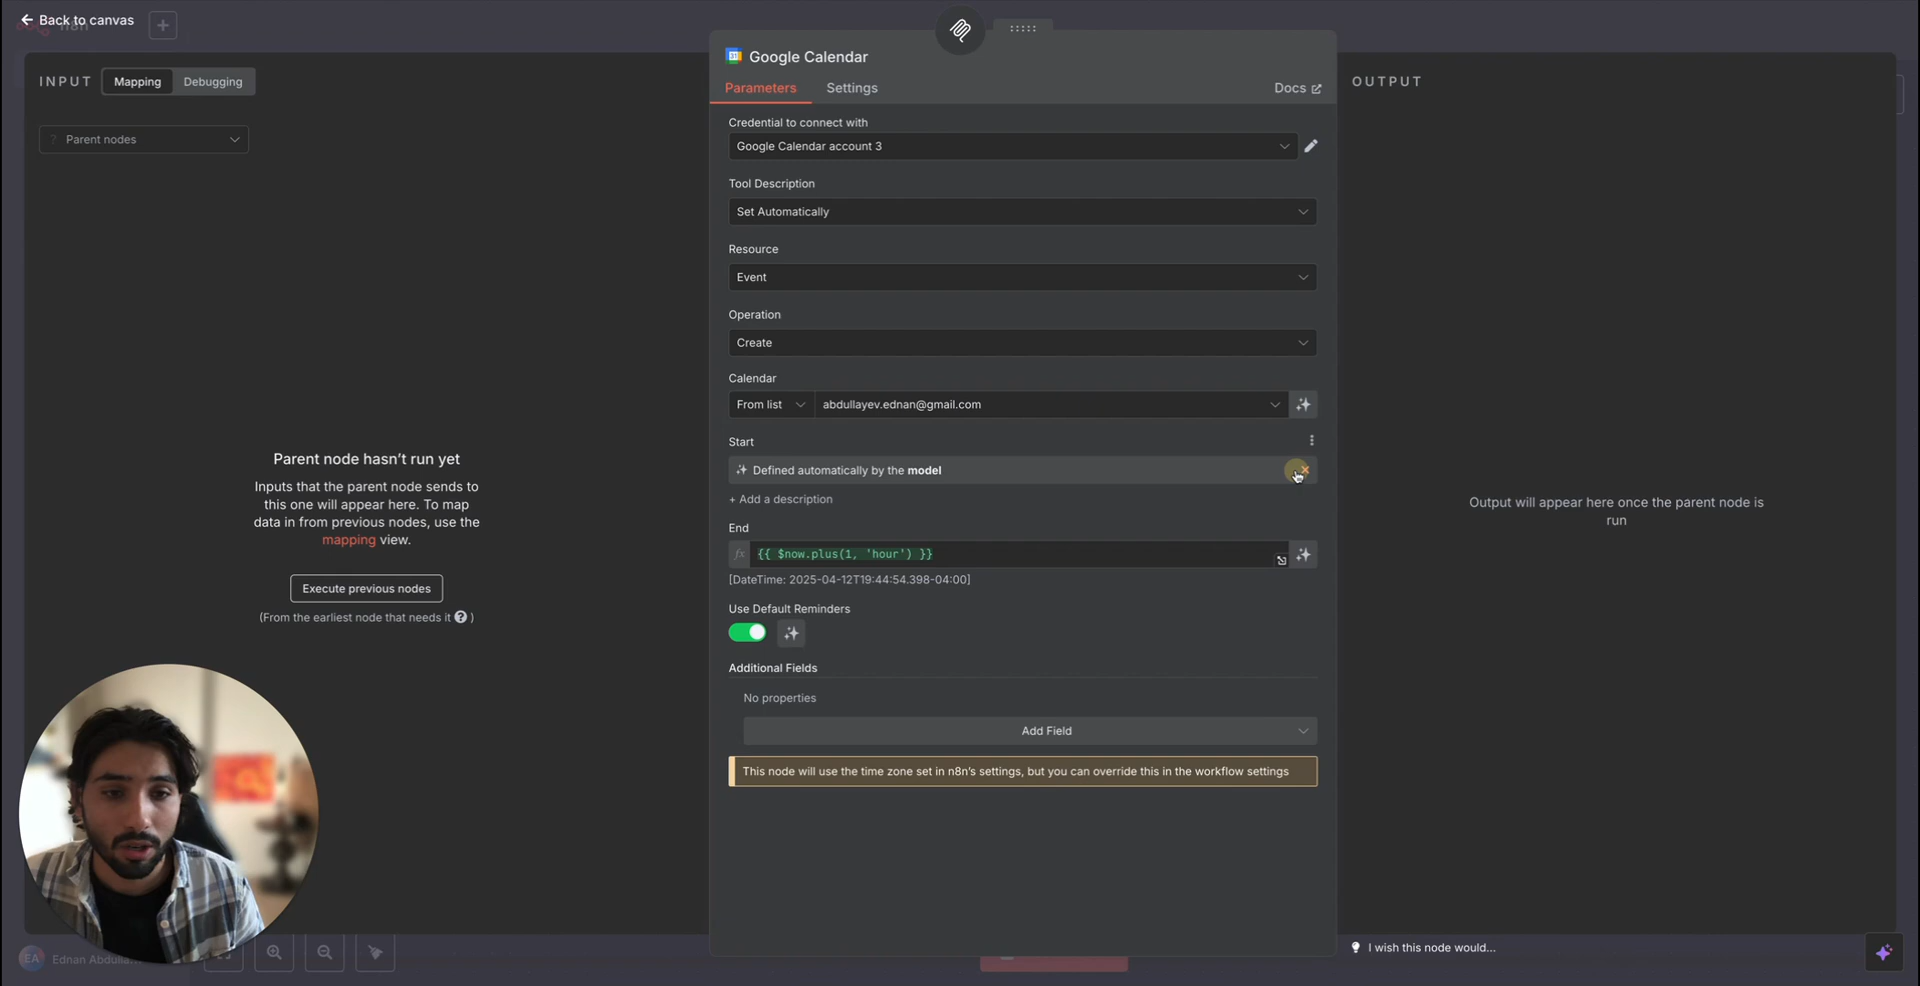 Back to canvas
n8n
INPUT
Mapping
Debugging
Parent nodes
Parent node hasn't run yet
Inputs that the parent node sends to
this one will appear here. To map
data in from previous nodes, use the
mapping view.
Execute previous nodes
(From the earliest node that needs it ? )
EA
Ednan Abdulla...
Google Calendar
Parameters
Settings
Docs
Credential to connect with
Google Calendar account 3
Tool Description
Set Automatically
Resource
Event
Operation
Create
Calendar
From list
abdullayev.ednan@gmail.com
Start
Defined automatically by the model
+ Add a description
End
fx
{{ $now.plus(1, 'hour') }}
[DateTime: 2025-04-12T19:44:54.398-04:00]
Use Default Reminders
Additional Fields
No properties
Add Field
This node will use the time zone set in n8n's settings, but you can override this in the workflow settings
OUTPUT
Output will appear here once the parent node is
run
I wish this node would...